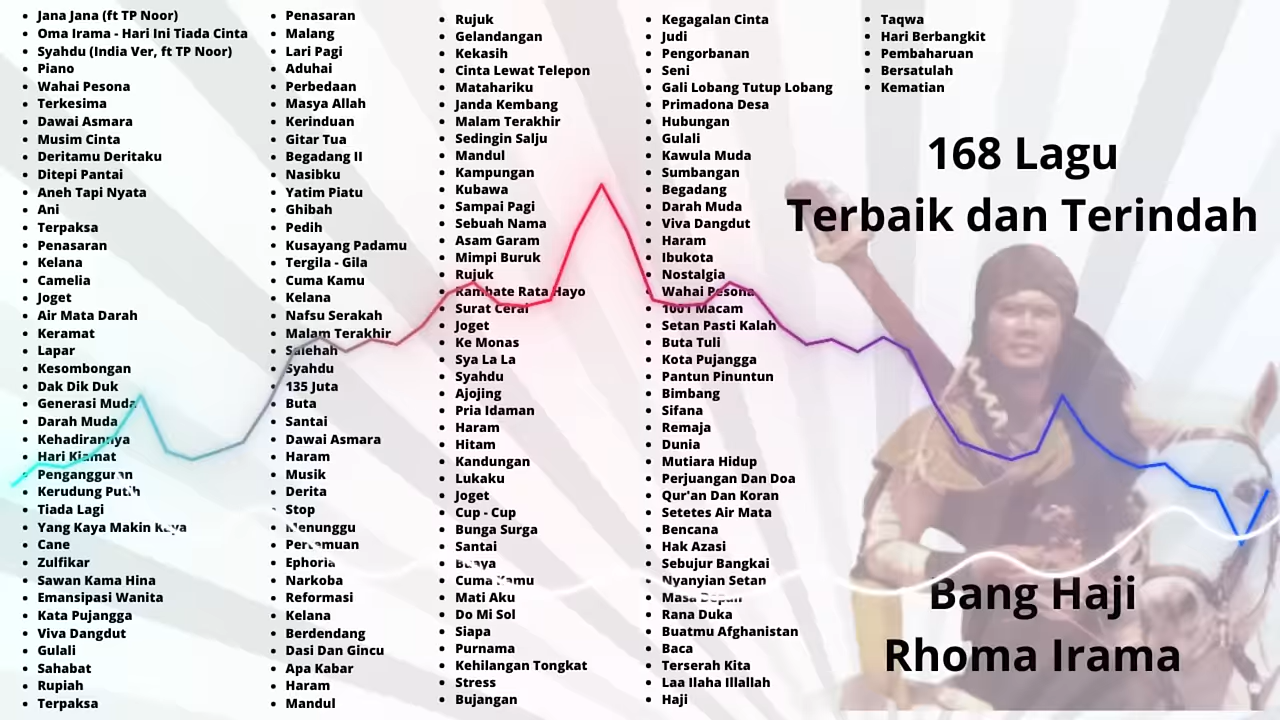 Jana Jana (ft TP Noor)
Oma Irama - Hari Ini Tiada Cinta
Syahdu (India Ver, ft TP Noor)
Piano
Wahai Pesona
Terkesima
Dawai Asmara
Musim Cinta
Deritamu Deritaku
Ditepi Pantai
Aneh Tapi Nyata
Ani
Terpaksa
Penasaran
Kelana
Camelia
Joget
Air Mata Darah
Keramat
Lapar
Kesombongan
Dak Dik Duk
Generasi Muda
Darah Muda
Kehadirannya
Hari Kiamat
Pengangguran
Kerudung Putih
Tiada Lagi
Yang Kaya Makin Kaya
Cane
Zulfikar
Sawan Kama Hina
Emansipasi Wanita
Kata Pujangga
Viva Dangdut
Gulali
Sahabat
Rupiah
Terpaksa
Penasaran
Malang
Lari Pagi
Aduhai
Perbedaan
Masya Allah
Kerinduan
Gitar Tua
Begadang II
Nasibku
Yatim Piatu
Ghibah
Pedih
Kusayang Padamu
Tergila - Gila
Cuma Kamu
Kelana
Nafsu Serakah
Malam Terakhir
Salehah
Syahdu
135 Juta
Buta
Santai
Dawai Asmara
Haram
Musik
Derita
Stop
Menunggu
Pertemuan
Ephoria
Narkoba
Reformasi
Kelana
Berdendang
Dasi Dan Gincu
Apa Kabar
Haram
Mandul
Rujuk
Gelandangan
Kekasih
Cinta Lewat Telepon
Matahariku
Janda Kembang
Malam Terakhir
Sedingin Salju
Mandul
Kampungan
Kubawa
Sampai Pagi
Sebuah Nama
Asam Garam
Mimpi Buruk
Rujuk
Rambate Rata Hayo
Surat Cerai
Joget
Ke Monas
Sya La La
Syahdu
Ajojing
Pria Idaman
Haram
Hitam
Kandungan
Lukaku
Joget
Cup - Cup
Bunga Surga
Santai
Buaya
Cuma Kamu
Mati Aku
Do Mi Sol
Siapa
Purnama
Kehilangan Tongkat
Stress
Bujangan
Kegagalan Cinta
Judi
Pengorbanan
Seni
Gali Lobang Tutup Lobang
Primadona Desa
Hubungan
Gulali
Kawula Muda
Sumbangan
Begadang
Darah Muda
Viva Dangdut
Haram
Ibukota
Nostalgia
Wahai Pesona
1001 Macam
Setan Pasti Kalah
Buta Tuli
Kota Pujangga
Pantun Pinuntun
Bimbang
Sifana
Remaja
Dunia
Mutiara Hidup
Perjuangan Dan Doa
Qur'an Dan Koran
Setetes Air Mata
Bencana
Hak Azasi
Sebujur Bangkai
Nyanyian Setan
Masa Depan
Rana Duka
Buatmu Afghanistan
Baca
Terserah Kita
Laa Ilaha Illallah
Haji
Taqwa
Hari Berbangkit
Pembaharuan
Bersatulah
Kematian
168 Lagu
Terbaik dan Terindah
Bang Haji
Rhoma Irama